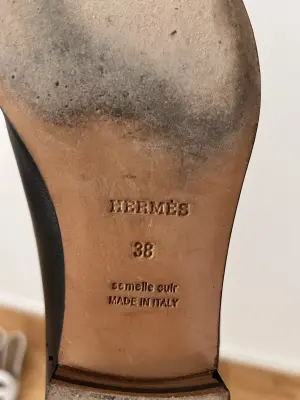 HERMÈS
38
semelle cuir
MADE IN ITALY